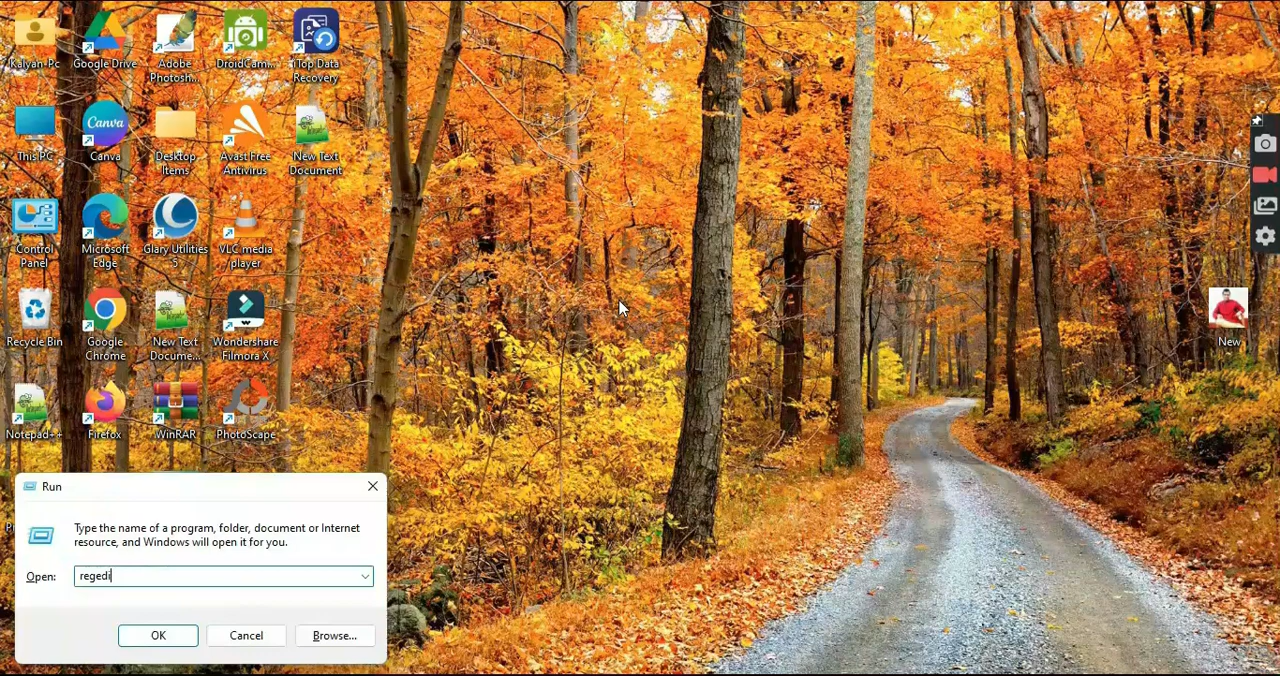 Kalyan-Pc
Google Drive
Adobe
Photosh...
DroidCam...
iTop Data
Recovery
This PC
Canva
Canva
Desktop
Items
Avast Free
Antivirus
New Text
Document
Control
Panel
Microsoft
Edge
Glary Utilities
5
VLC media
player
Recycle Bin
Google
Chrome
New Text
Docume...
Wondershare
Filmora X
New
Notepad++
Firefox
WinRAR
PhotoScape
Run
Type the name of a program, folder, document or Internet
resource, and Windows will open it for you.
Open:
regedi
OK
Cancel
Browse...